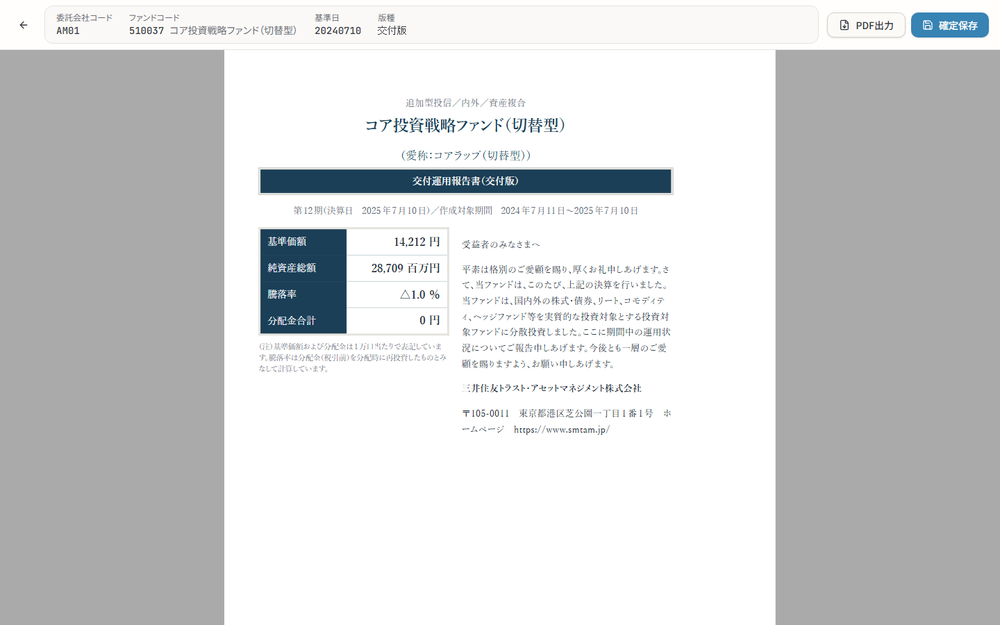 委託会社コード ファンドコード 基準日 版種
AM01 510037 コア投資戦略ファンド(切替型) 20240710 交付版
PDF出力
確定保存
追加型投信／内外／資産複合
コア投資戦略ファンド（切替型）
（愛称：コアラップ（切替型））
交付運用報告書（交付版）
第12期（決算日　2025年7月10日）／作成対象期間　2024年7月11日～2025年7月10日
基準価額 14,212 円
純資産総額 28,709 百万円
騰落率 △1.0 %
分配金合計 0 円
（注）基準価額および分配金は1万口当たりで表記していま
す。騰落率は分配金（税引前）を分配時に再投資したものとみ
なして計算しています。
受益者のみなさまへ
平素は格別のご愛顧を賜り、厚くお礼申しあげます。さ
て、当ファンドは、このたび、上記の決算を行いました。
当ファンドは、国内外の株式・債券、リート、コモディテ
ィ、ヘッジファンド等を実質的な投資対象とする投資対
象ファンドに分散投資しました。ここに期間中の運用状
況についてご報告申しあげます。今後とも一層のご愛
顧を賜りますよう、お願い申しあげます。
三井住友トラスト・アセットマネジメント株式会社
〒105-0011　東京都港区芝公園一丁目1番1号　ホ
ームページ　https://www.smtam.jp/